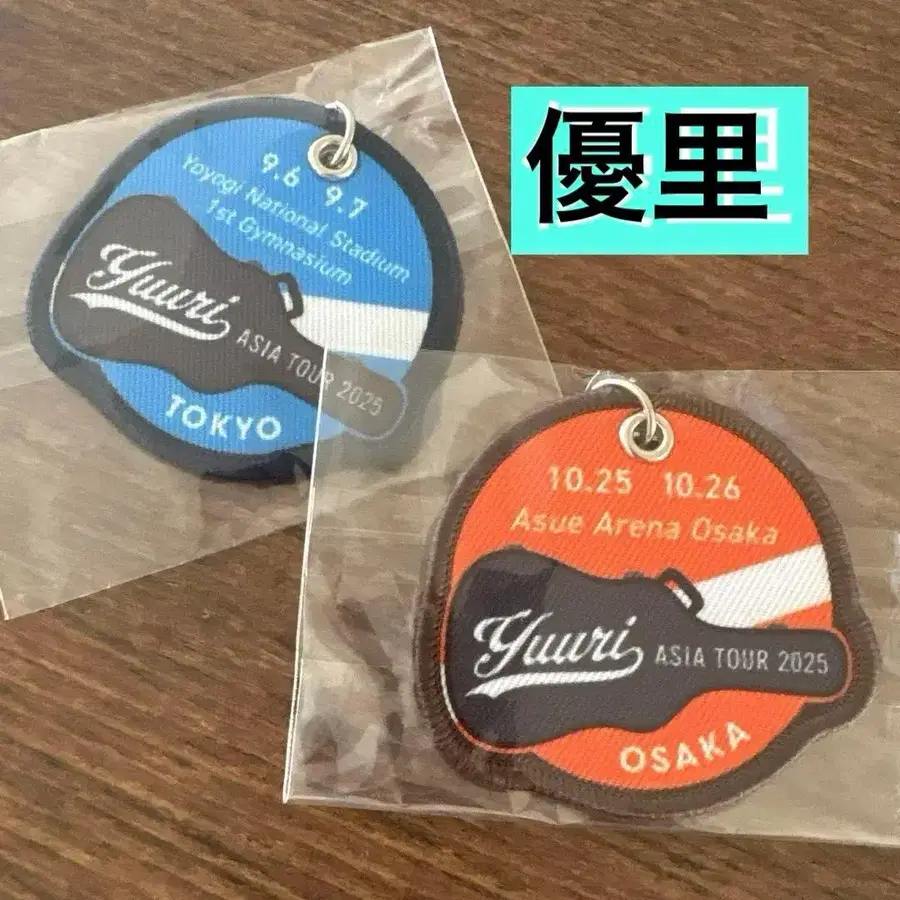 優里
9.6 9.7
Yoyogi National Stadium
1st Gymnasium
Yuuri
ASIA TOUR 2025
TOKYO
10.25 10.26
Asue Arena Osaka
Yuuri
ASIA TOUR 2025
OSAKA